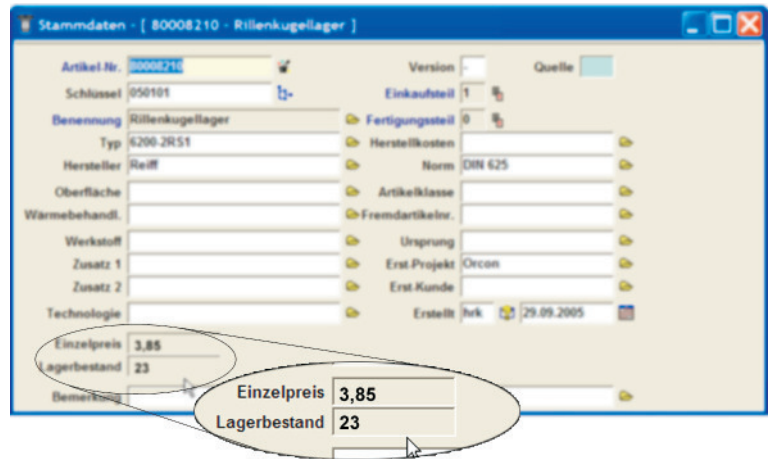 Stammdaten - [ 80008210 - Rillenkugellager ]
Artikel-Nr. 80008210 Version - Quelle
Schlüssel 050101 Einkaufsteil 1
Benennung Rillenkugellager Fertigungssteil 0
Typ 6200-2RS1 Herstellkosten
Hersteller Reiff Norm DIN 625
Oberfläche Artikelklasse
Wärmebehandl. Fremdartikelnr.
Werkstoff Ursprung
Zusatz 1 Erst-Projekt Orcon
Zusatz 2 Erst-Kunde
Technologie Erstellt hrk 29.09.2005
Einzelpreis 3,85
Lagerbestand 23
Bemerkung
Einzelpreis 3,85
Lagerbestand 23